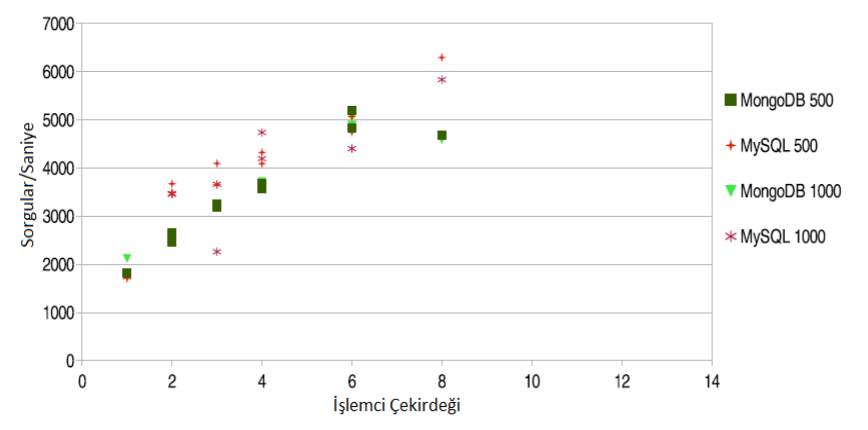 7000
6000
5000
4000
3000
2000
1000
0
Sorgular/Saniye
0 2 4 6 8 10 12 14
İşlemci Çekirdeği
MongoDB 500
MySQL 500
MongoDB 1000
MySQL 1000